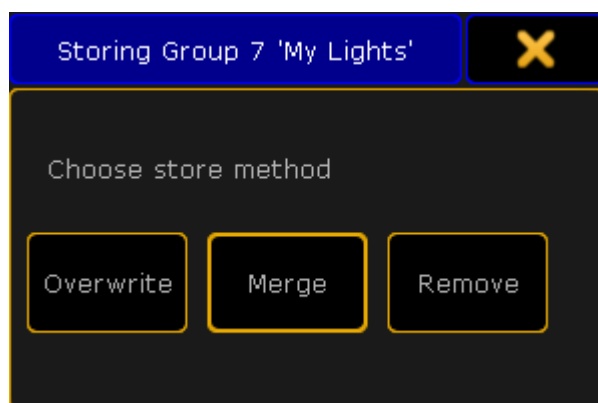 Storing Group 7 'My Lights'
Choose store method
Overwrite
Merge
Remove